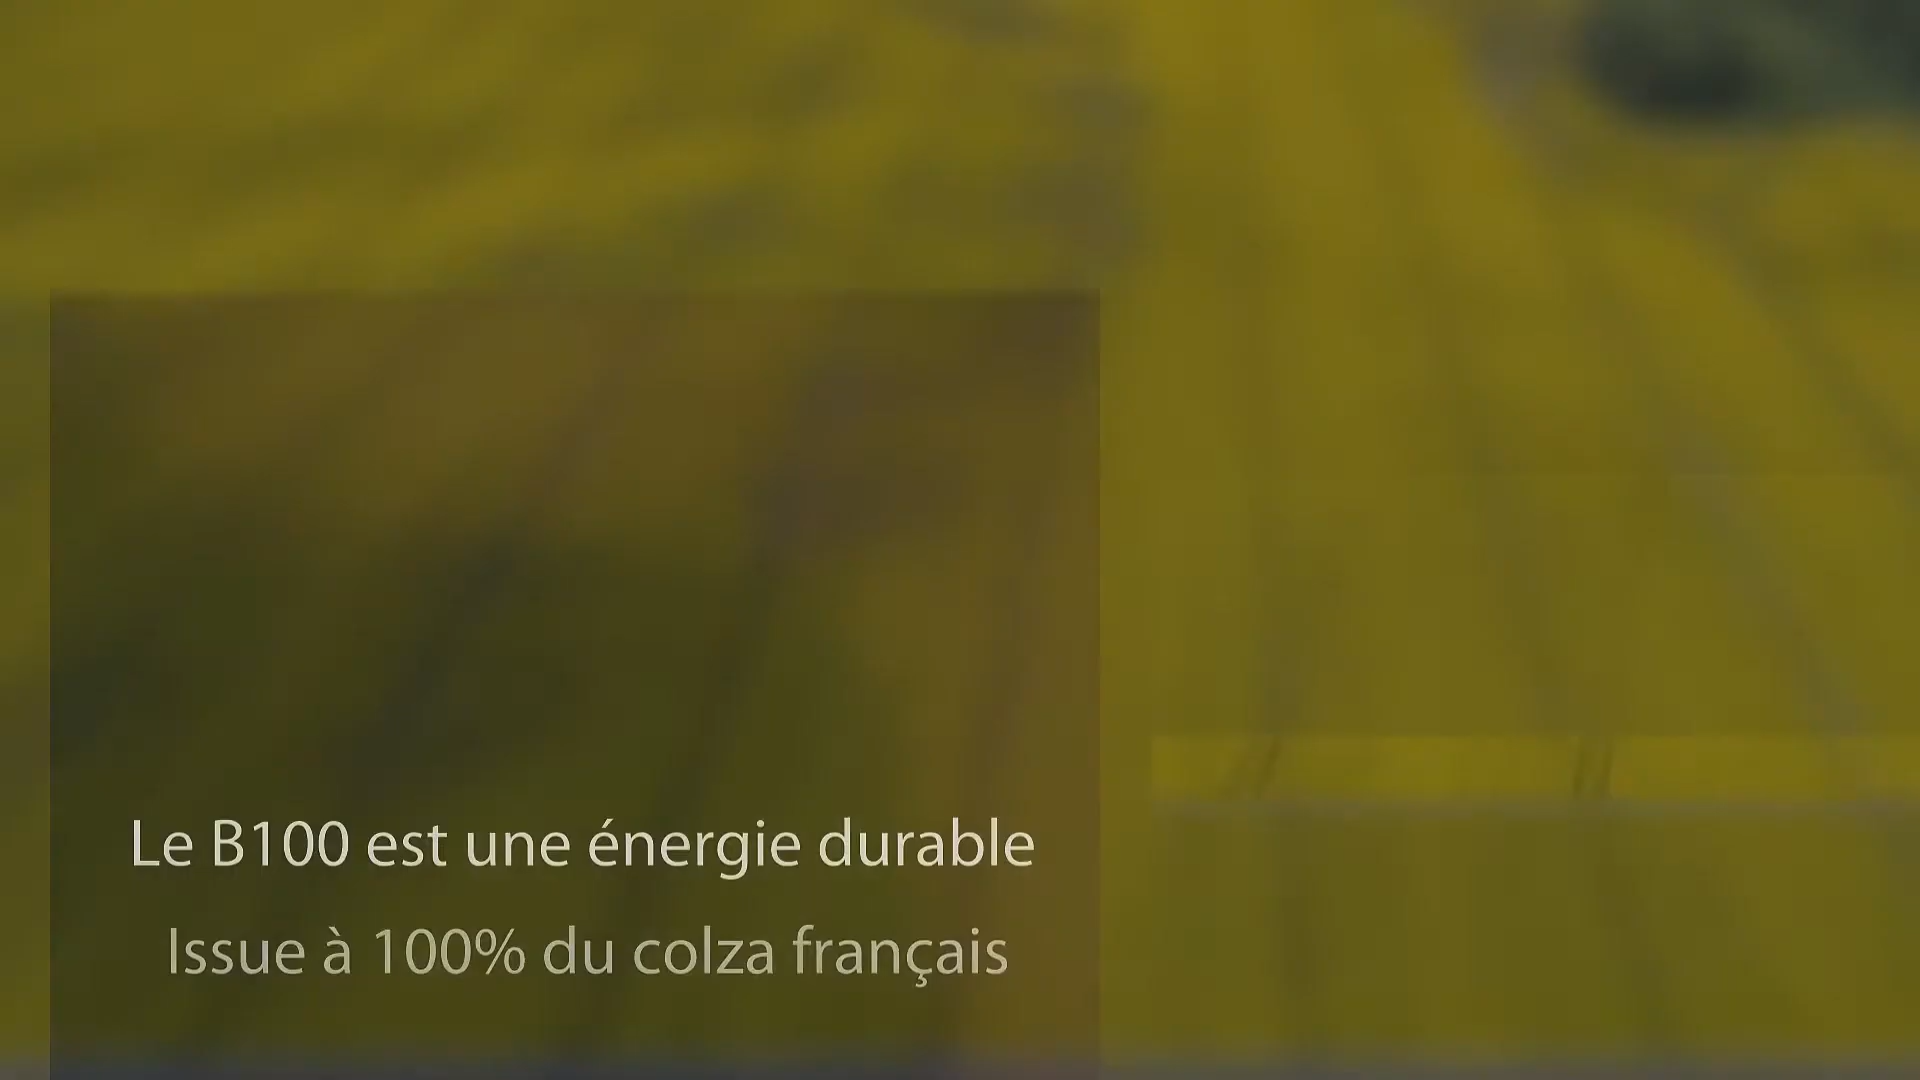 Le B100 est une énergie durable
Issue à 100% du colza français